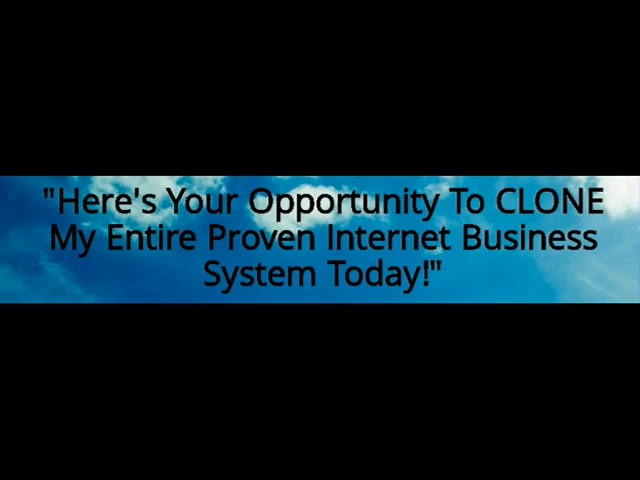 "Here's Your Opportunity To CLONE
My Entire Proven Internet Business
System Today!"